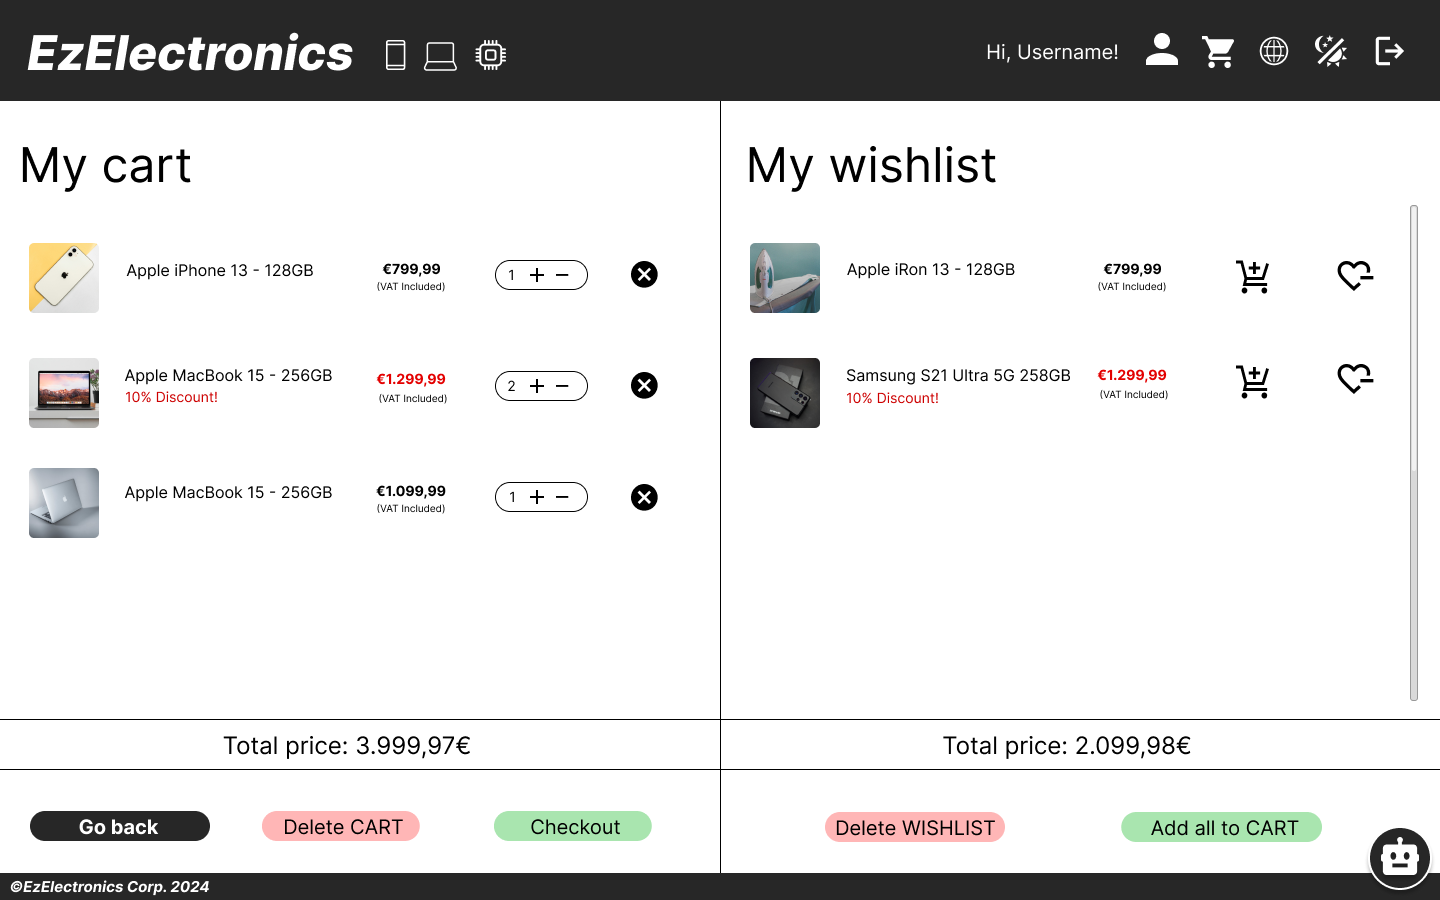 EzElectronics
Hi, Username!
My cart
Apple iPhone 13 - 128GB
€799,99
(VAT Included)
1
Apple MacBook 15 - 256GB
10% Discount!
€1.299,99
(VAT Included)
2
Apple MacBook 15 - 256GB
€1.099,99
(VAT Included)
1
Total price: 3.999,97€
Go back
Delete CART
Checkout
My wishlist
Apple iRon 13 - 128GB
€799,99
(VAT Included)
Samsung S21 Ultra 5G 258GB
10% Discount!
€1.299,99
(VAT Included)
Total price: 2.099,98€
Delete WISHLIST
Add all to CART
©EzElectronics Corp. 2024